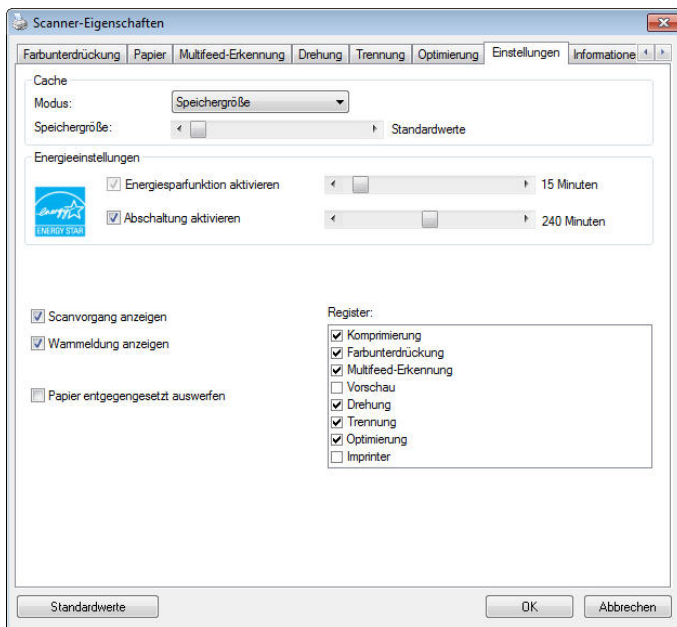 Scanner-Eigenschaften
Farbunterdrückung Papier Multifeed-Erkennung Drehung Trennung Optimierung Einstellungen Informatione
Cache
Modus: Speichergröße
Speichergröße: Standardwerte
Energieeinstellungen
Energiesparfunktion aktivieren 15 Minuten
energy
ENERGY STAR
Abschaltung aktivieren 240 Minuten
Scanvorgang anzeigen
Warnmeldung anzeigen
Papier entgegengesetzt auswerfen
Register:
Komprimierung
Farbunterdrückung
Multifeed-Erkennung
Vorschau
Drehung
Trennung
Optimierung
Imprinter
Standardwerte OK Abbrechen